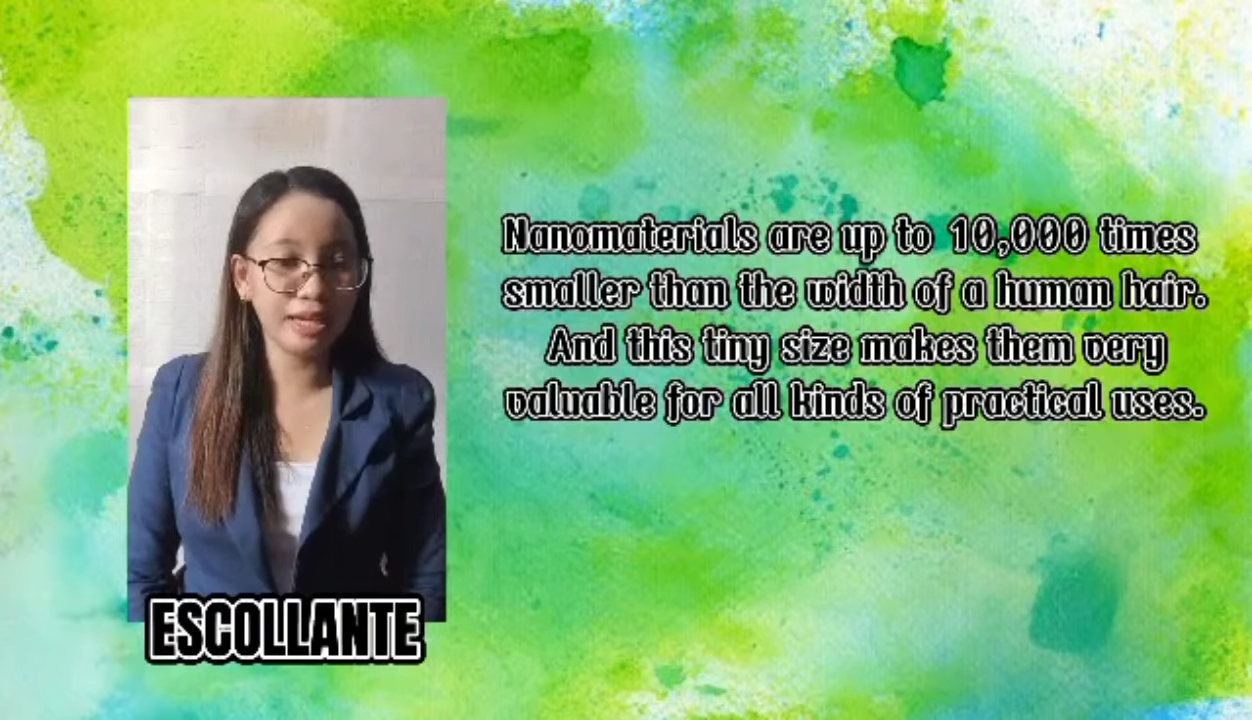 Nanomaterials are up to 10,000 times
smaller than the width of a human hair.
And this tiny size makes them very
valuable for all kinds of practical uses.
ESCOLLANTE